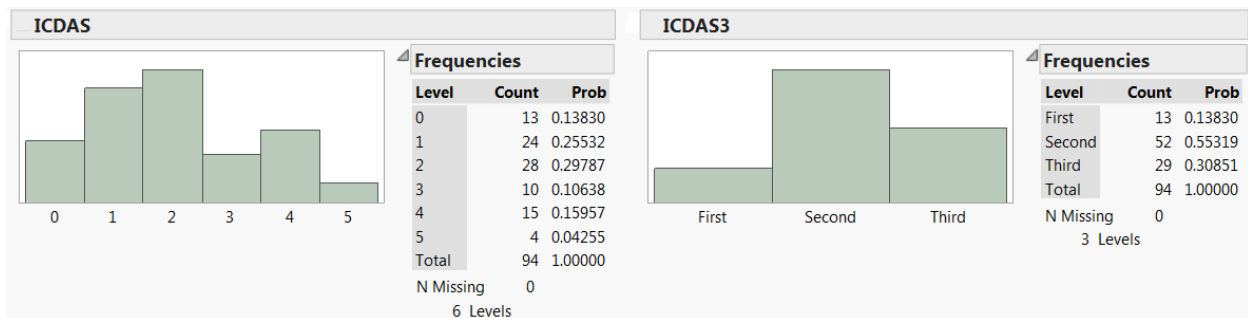 ICDAS
Frequencies
Level Count Prob
0 13 0.13830
1 24 0.25532
2 28 0.29787
3 10 0.10638
4 15 0.15957
5 4 0.04255
Total 94 1.00000
N Missing 0
6 Levels
0 1 2 3 4 5
ICDAS3
Frequencies
Level Count Prob
First 13 0.13830
Second 52 0.55319
Third 29 0.30851
Total 94 1.00000
N Missing 0
3 Levels
First Second Third